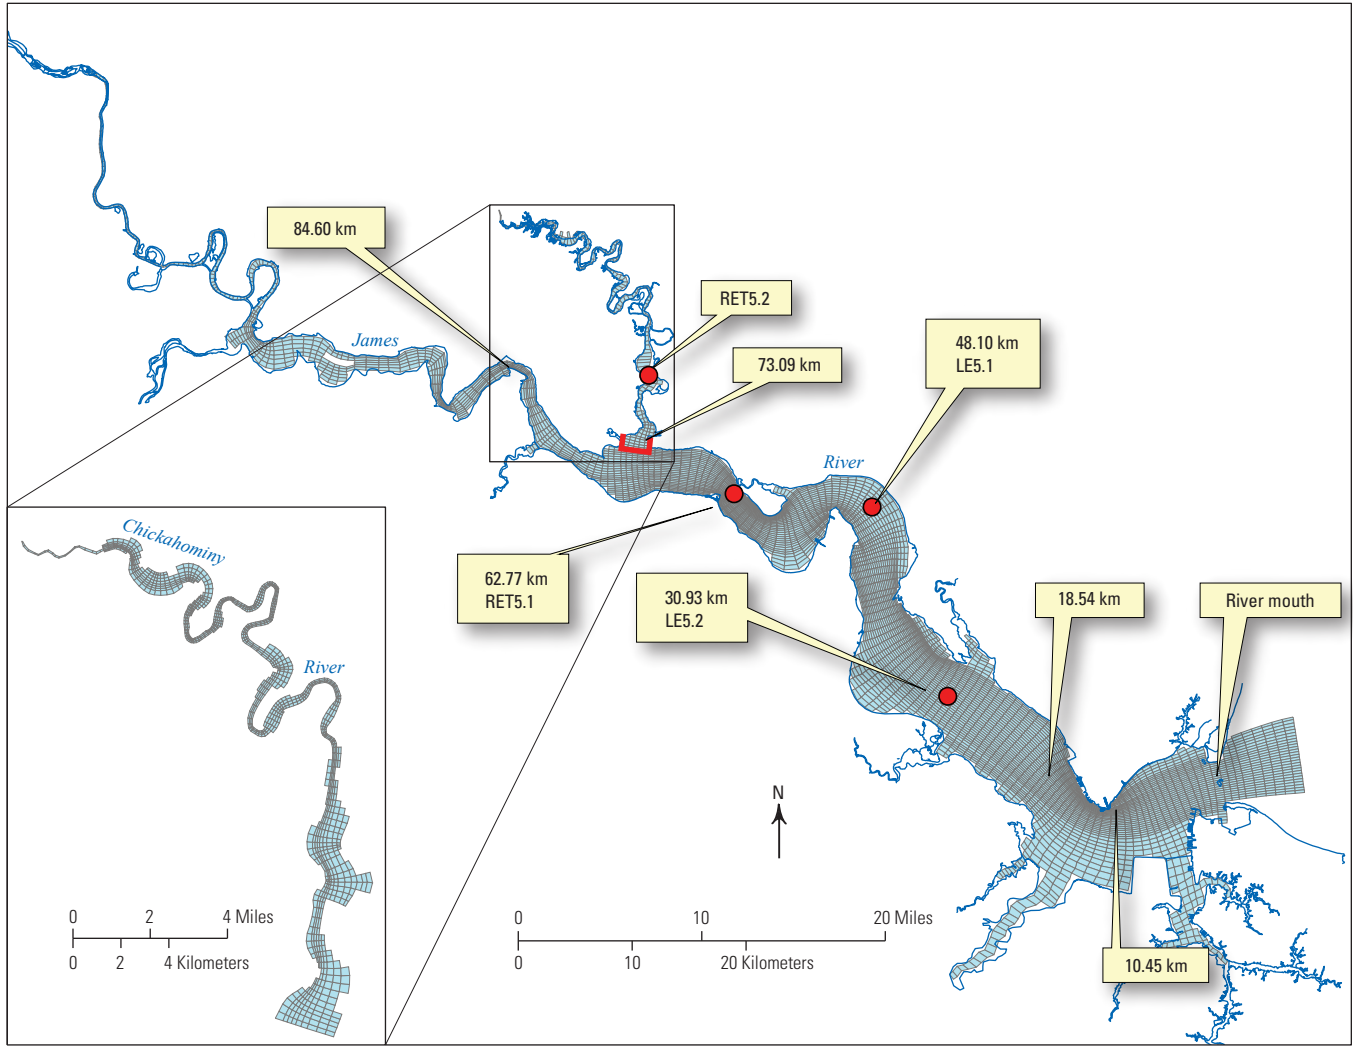 84.60 km
RET5.2
James
73.09 km
48.10 km
LE5.1
River
Chickahominy
River
62.77 km
RET5.1
30.93 km
LE5.2
18.54 km
River mouth
N
0 2 4 Miles
0 2 4 Kilometers
0 10 20 Miles
0 10 20 Kilometers
10.45 km